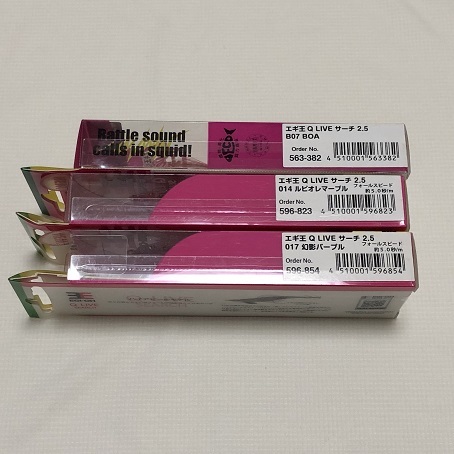 Rattle sound
calls in squid!
エギ王 Q LIVE サーチ 2.5
B07 BOA
Order No.
563-382
4 510001 563382
エギ王 Q LIVE サーチ 2.5
014 ルビオレマーブル
フォールスピード
約5.0秒/m
Order No.
596-823
4 510001 596823
エギ王 Q LIVE サーチ 2.5
017 幻影パープル
フォールスピード
約5.0秒/m
Order No.
596-854
4 510001 596854
Q LIVE